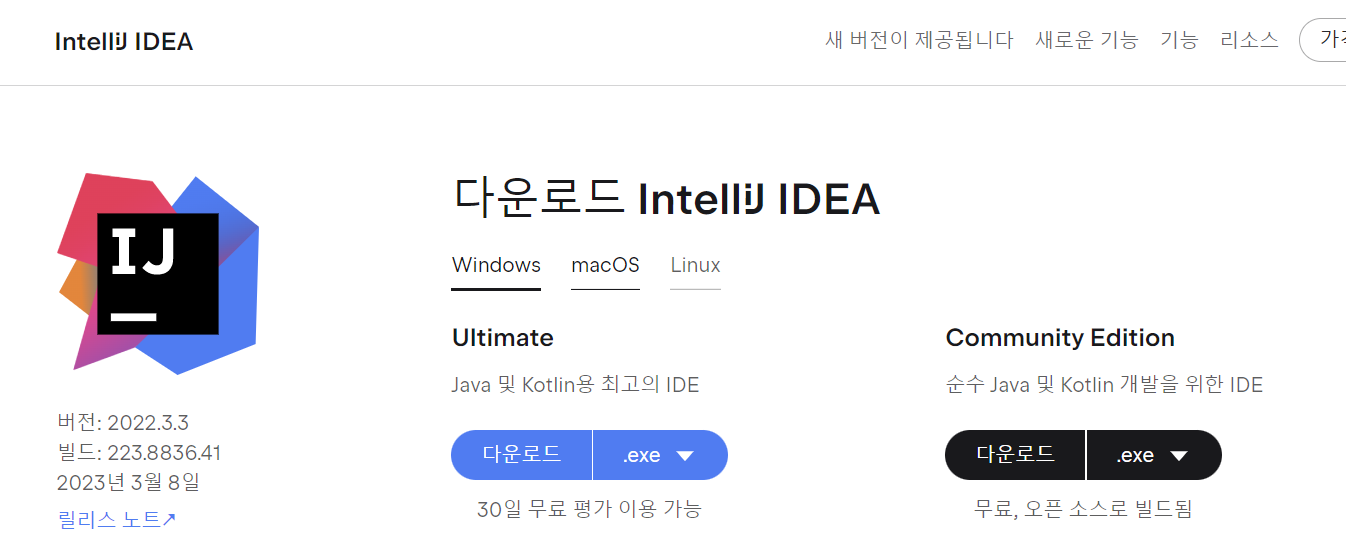 IntelliJ IDEA
새 버전이 제공됩니다 새로운 기능 기능 리소스
IJ
다운로드 IntelliJ IDEA
Windows macOS Linux
버전: 2022.3.3
빌드: 223.8836.41
2023년 3월 8일
릴리스 노트↗
Ultimate
Java 및 Kotlin용 최고의 IDE
다운로드 .exe
30일 무료 평가 이용 가능
Community Edition
순수 Java 및 Kotlin 개발을 위한 IDE
다운로드 .exe
무료, 오픈 소스로 빌드됨